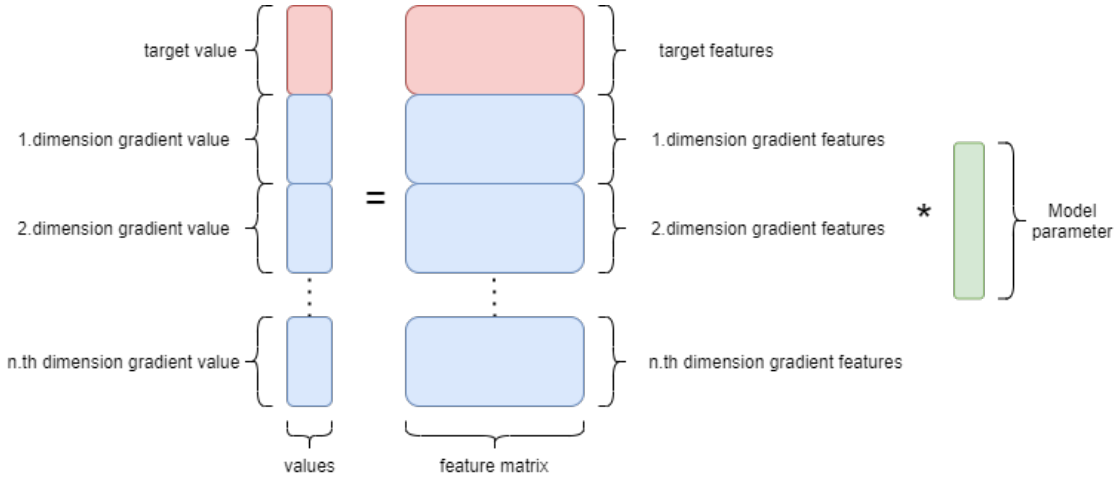 target value
target features
1.dimension gradient value
1.dimension gradient features
2.dimension gradient value
=
2.dimension gradient features
*
Model
parameter
n.th dimension gradient value
n.th dimension gradient features
values
feature matrix